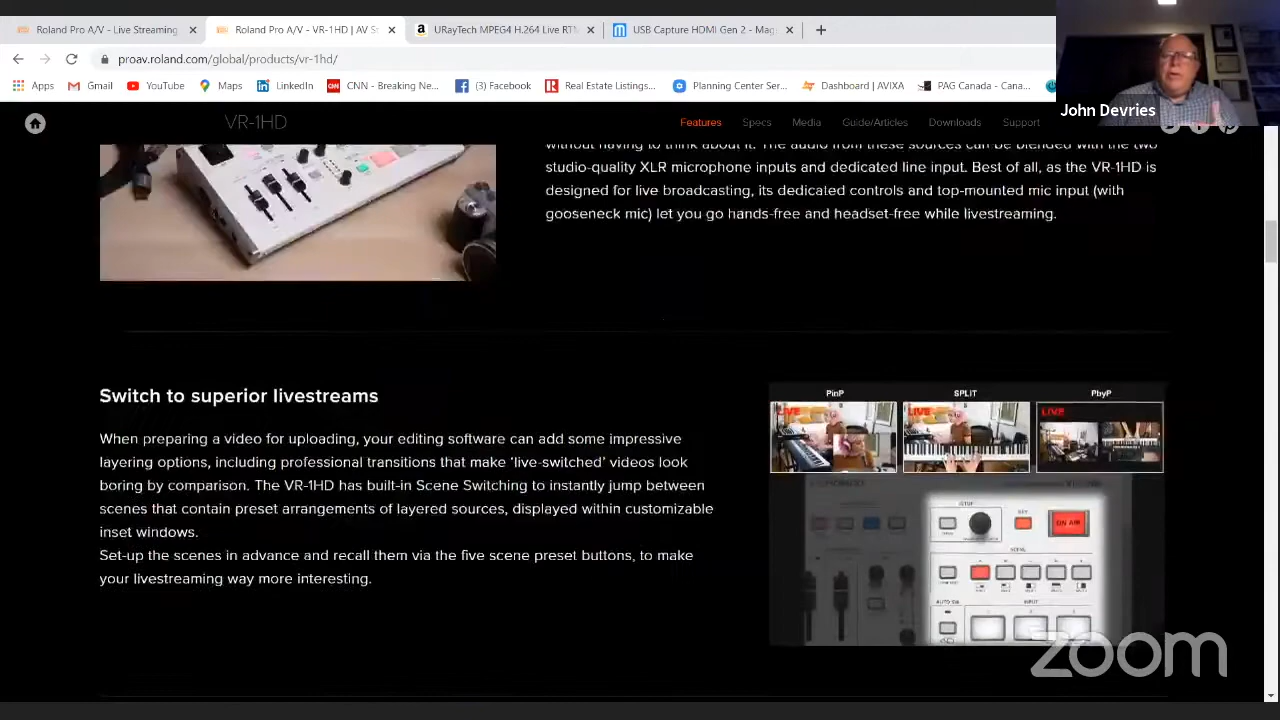 Roland Pro A/V - Live Streaming
Roland Pro A/V - VR-1HD | AV S
URayTech MPEG4 H.264 Live RTM
USB Capture HDMI Gen 2 - Mag
proav.roland.com/global/products/vr-1hd/
Apps
Gmail
YouTube
Maps
LinkedIn
CNN - Breaking Ne...
(3) Facebook
Real Estate Listings...
Planning Center Ser...
Dashboard | AVIXA
PAG Canada - Cana...
John Devries
VR-1HD
Features
Specs
Media
Guide/Articles
Downloads
Support
without having to think about it. The audio from these sources can be blended with the two
studio-quality XLR microphone inputs and dedicated line input. Best of all, as the VR-1HD is
designed for live broadcasting, its dedicated controls and top-mounted mic input (with
gooseneck mic) let you go hands-free and headset-free while livestreaming.
Switch to superior livestreams
When preparing a video for uploading, your editing software can add some impressive
layering options, including professional transitions that make ‘live-switched’ videos look
boring by comparison. The VR-1HD has built-in Scene Switching to instantly jump between
scenes that contain preset arrangements of layered sources, displayed within customizable
inset windows.
Set-up the scenes in advance and recall them via the five scene preset buttons, to make
your livestreaming way more interesting.
PinP
SPLIT
PbyP
LIVE
LIVE
LIVE
KEY
ON AIR
SCENE
AUTO SW
INPUT
zoom